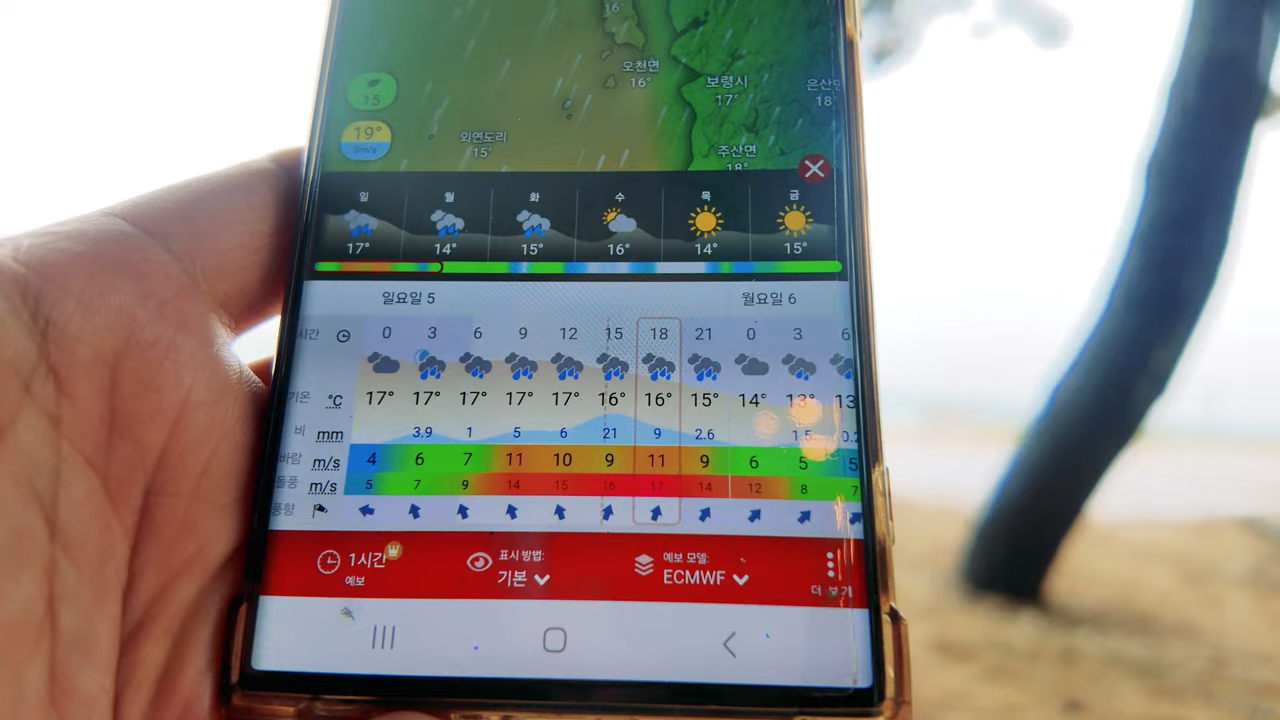 16°
오천면
16°
보령시
17°
18°
15
19°
3m/s
외연도리
15°
주산면
18°
일 월 화 수 목 금
17° 14° 15° 16° 14° 15°
일요일 5 월요일 6
시간 0 3 6 9 12 15 18 21 0 3 6
기온 °C 17° 17° 17° 17° 17° 16° 16° 15° 14° 13° 13
비 mm 3.9 1 5 6 21 9 2.6 1.5 0.2
바람 m/s 4 6 7 11 10 9 11 9 6 5 5
돌풍 m/s 5 7 9 14 15 16 17 14 12 8 7
풍향
1시간
예보
표시 방법:
기본
예보 모델:
ECMWF
더 보기